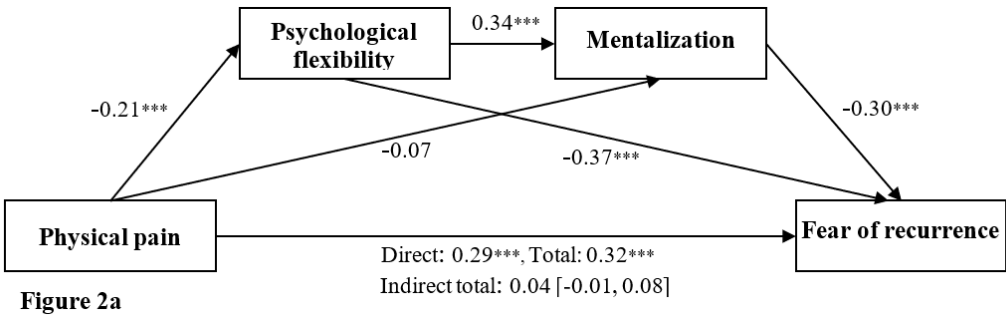 Psychological
flexibility
0.34***
Mentalization
-0.21***
-0.30***
-0.07
-0.37***
Physical pain
Fear of recurrence
Direct: 0.29***, Total: 0.32***
Indirect total: 0.04 [-0.01, 0.08]
Figure 2a